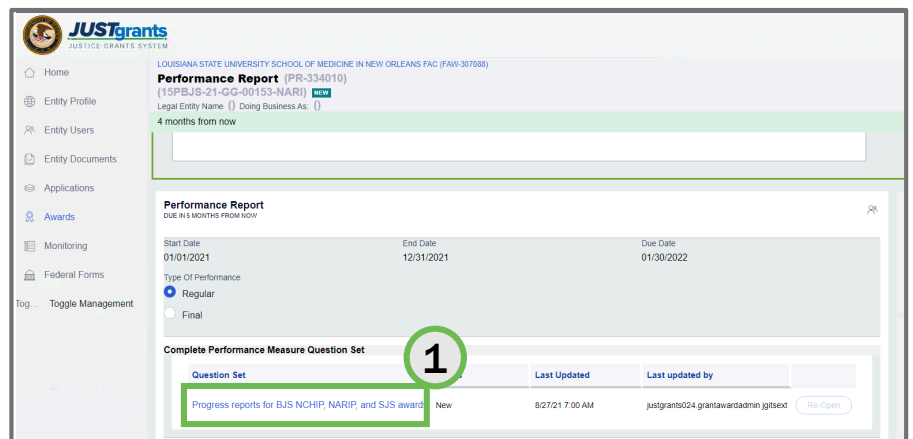 JUSTgrants
JUSTICE GRANTS SYSTEM
Home
Entity Profile
Entity Users
Entity Documents
Applications
Awards
Monitoring
Federal Forms
Tog... Toggle Management
LOUISIANA STATE UNIVERSITY SCHOOL OF MEDICINE IN NEW ORLEANS FAC (FAW-307088)
Performance Report (PR-334010)
(15PBJS-21-GG-00153-NARI) NEW
Legal Entity Name () Doing Business As: ()
4 months from now
Performance Report
DUE IN 5 MONTHS FROM NOW
Start Date End Date Due Date
01/01/2021 12/31/2021 01/30/2022
Type Of Performance
Regular
Final
Complete Performance Measure Question Set
1
Question Set Last Updated Last updated by
Progress reports for BJS NCHIP, NARIP, and SJS award New 8/27/21 7:00 AM justgrants024.grantawardadmin jgitsext Re-Open